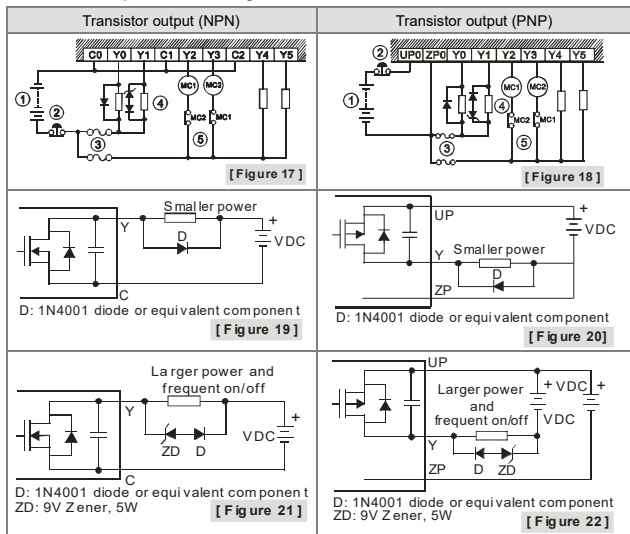 Transistor output (NPN)
Transistor output (PNP)
C0 Y0 Y1 C1 Y2 Y3 C2 Y4 Y5
MC1 MC2
①
②
③
④
MC2 MC1
⑤
[ Figure 17 ]
②
UP0 ZP0 Y0 Y1 Y2 Y3 Y4 Y5
MC1 MC2
①
③
④
MC2 MC1
⑤
[ Figure 18 ]
Smaller power
Y
D
+
VDC
C
D: 1N4001 diode or equivalent component
[ Figure 19 ]
UP
+
VDC
Smaller power
Y
D
ZP
D: 1N4001 diode or equivalent component
[ Figure 20]
Larger power and
frequent on/off
Y
+
VDC
ZD D
C
D: 1N4001 diode or equivalent component
ZD: 9V Zener, 5W
[ Figure 21 ]
UP
Larger power
and
frequent on/off
+ VDC +
VDC
Y
ZP
D ZD
D: 1N4001 diode or equivalent component
ZD: 9V Zener, 5W
[ Figure 22 ]